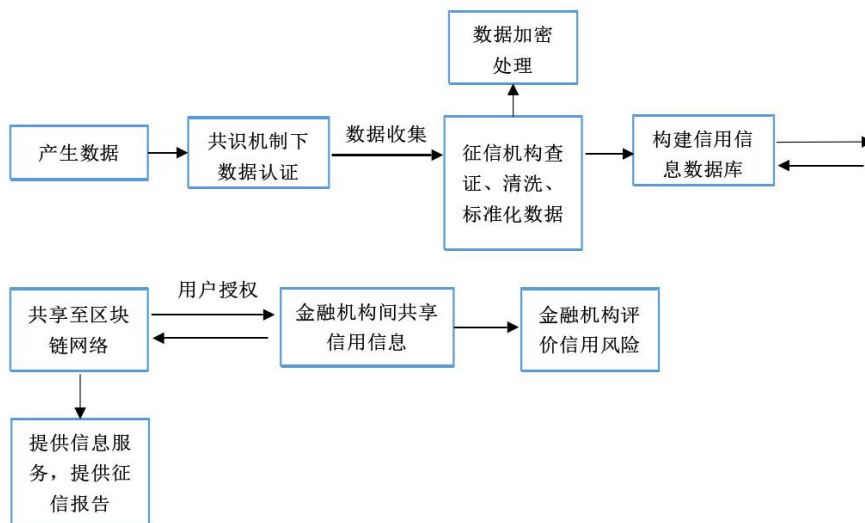 数据加密
处理
产生数据
共识机制下
数据认证
数据收集
征信机构查
证、清洗、
标准化数据
构建信用信
息数据库
共享至区块
链网络
用户授权
金融机构间共享
信用信息
金融机构评
价信用风险
提供信息服
务，提供征
信报告